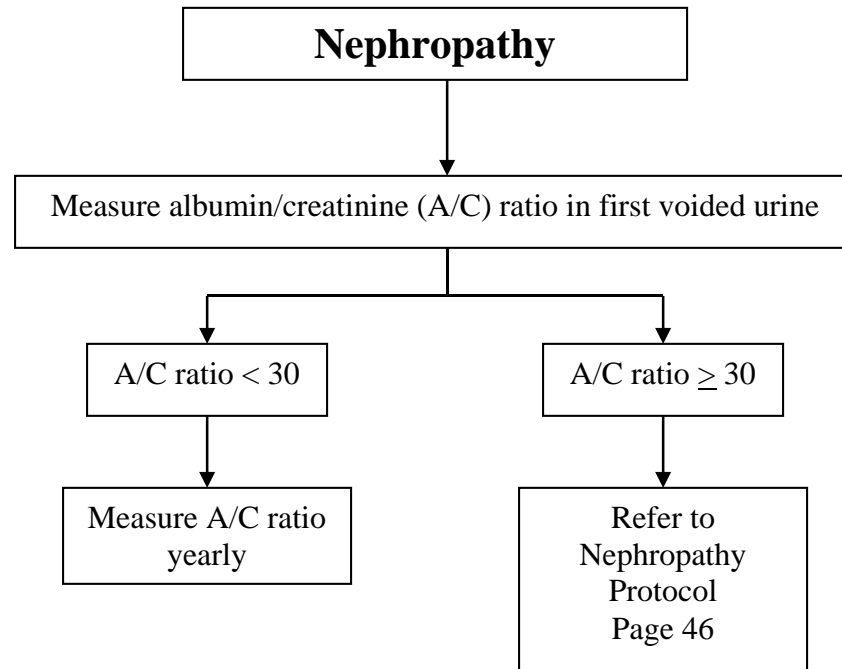 Nephropathy
Measure albumin/creatinine (A/C) ratio in first voided urine
A/C ratio < 30
A/C ratio ≥ 30
Measure A/C ratio
yearly
Refer to
Nephropathy
Protocol
Page 46